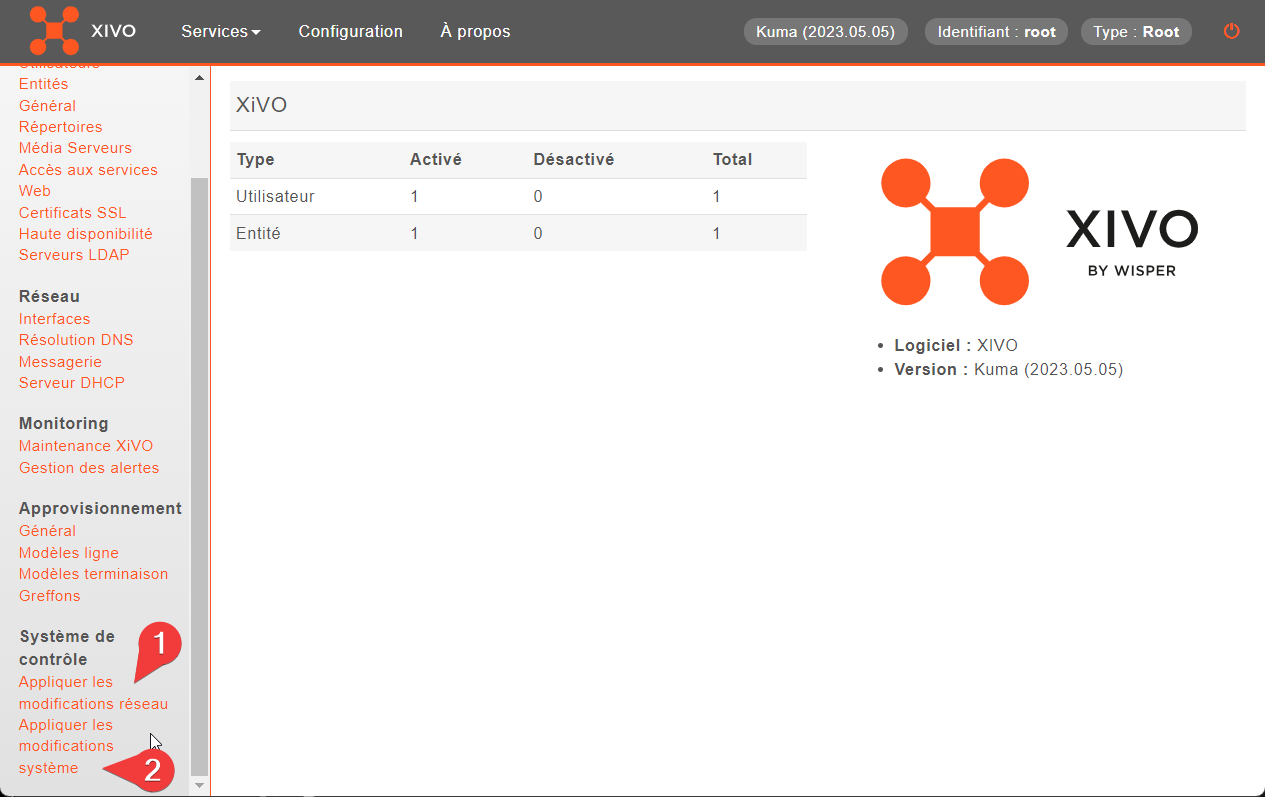 XIVO
Services
Configuration
À propos
Kuma (2023.05.05)
Identifiant : root
Type : Root
Utilisateurs
Entités
Général
Répertoires
Média Serveurs
Accès aux services
Web
Certificats SSL
Haute disponibilité
Serveurs LDAP
Réseau
Interfaces
Résolution DNS
Messagerie
Serveur DHCP
Monitoring
Maintenance XiVO
Gestion des alertes
Approvisionnement
Général
Modèles ligne
Modèles terminaison
Greffons
Système de
contrôle
1
Appliquer les
modifications réseau
Appliquer les
modifications
système
2
XiVO
Type Activé Désactivé Total
Utilisateur 1 0 1
Entité 1 0 1
XIVO
BY WISPER
• Logiciel : XIVO
• Version : Kuma (2023.05.05)